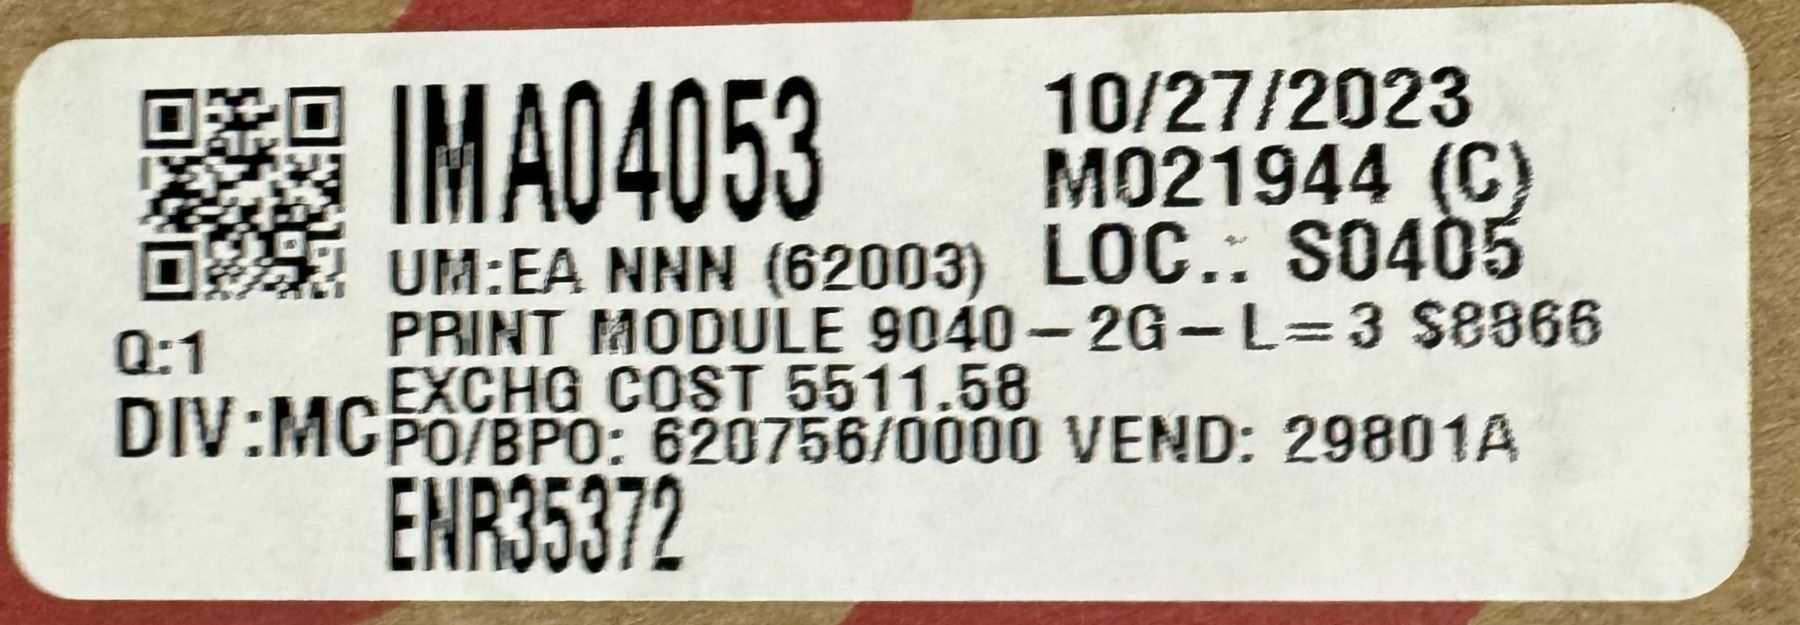 IMA04053
10/27/2023
M021944 (C)
LOC.: S0405
UM:EA NNN (62003)
PRINT MODULE 9040-2G-L=3 $8866
EXCHG COST 5511.58
PO/BPO: 620756/0000 VEND: 29801A
ENR35372
Q:1
DIV:MC